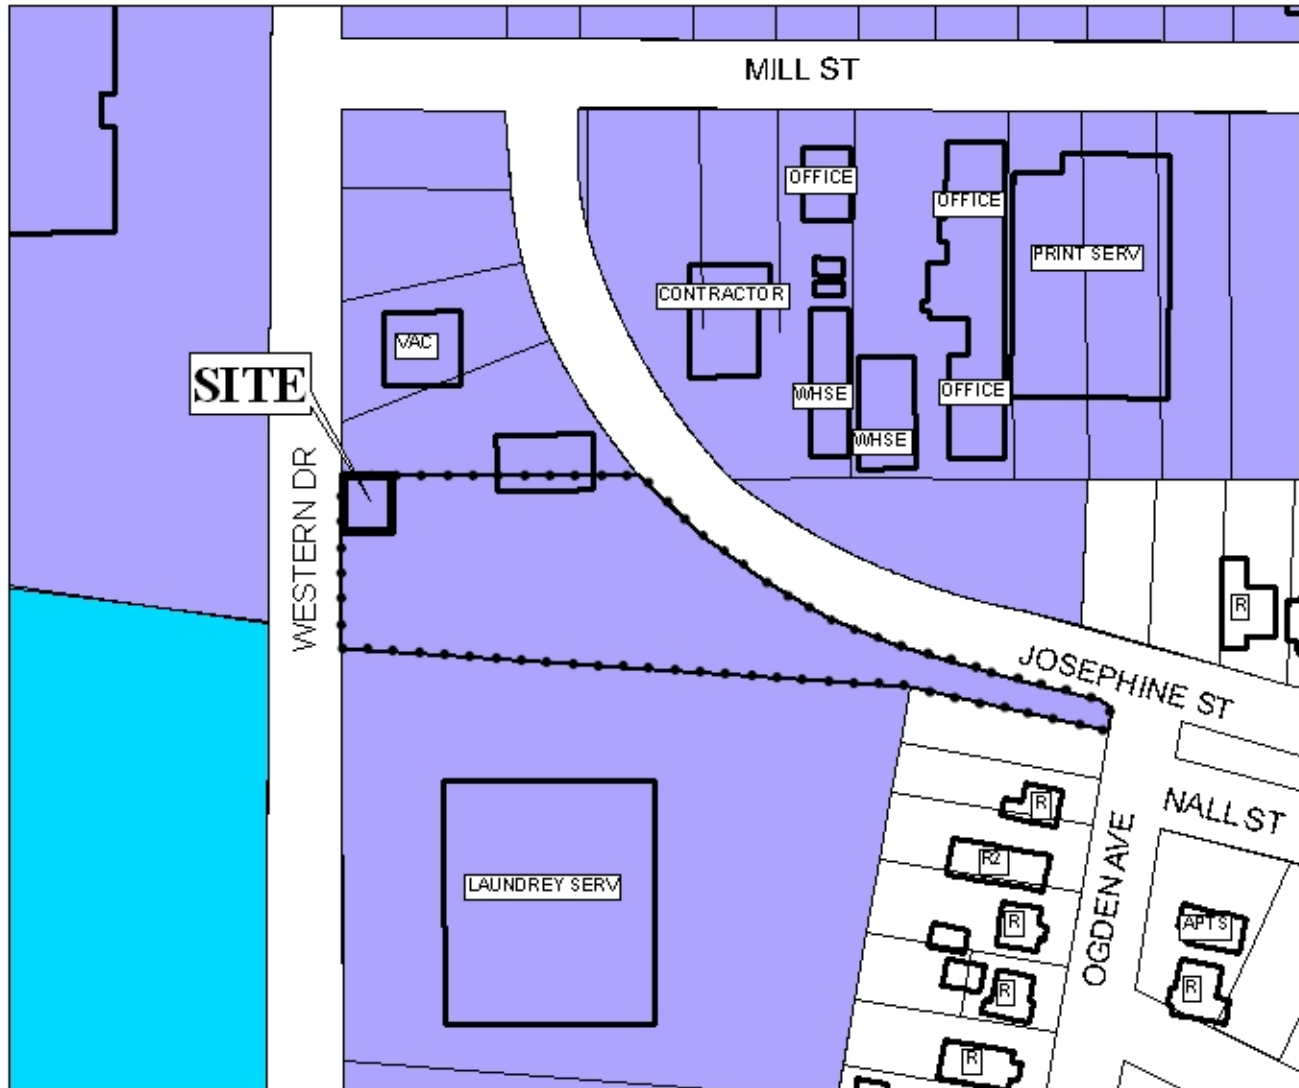 MILL ST
OFFICE
OFFICE
PRINT SERV
CONTRACTOR
VAC
SITE
WHSE
OFFICE
WHSE
WESTERN DR
R
JOSEPHINE ST
R
NALL ST
R2
LAUNDREY SERV
OGDEN AVE
R
APTS
R
R
R